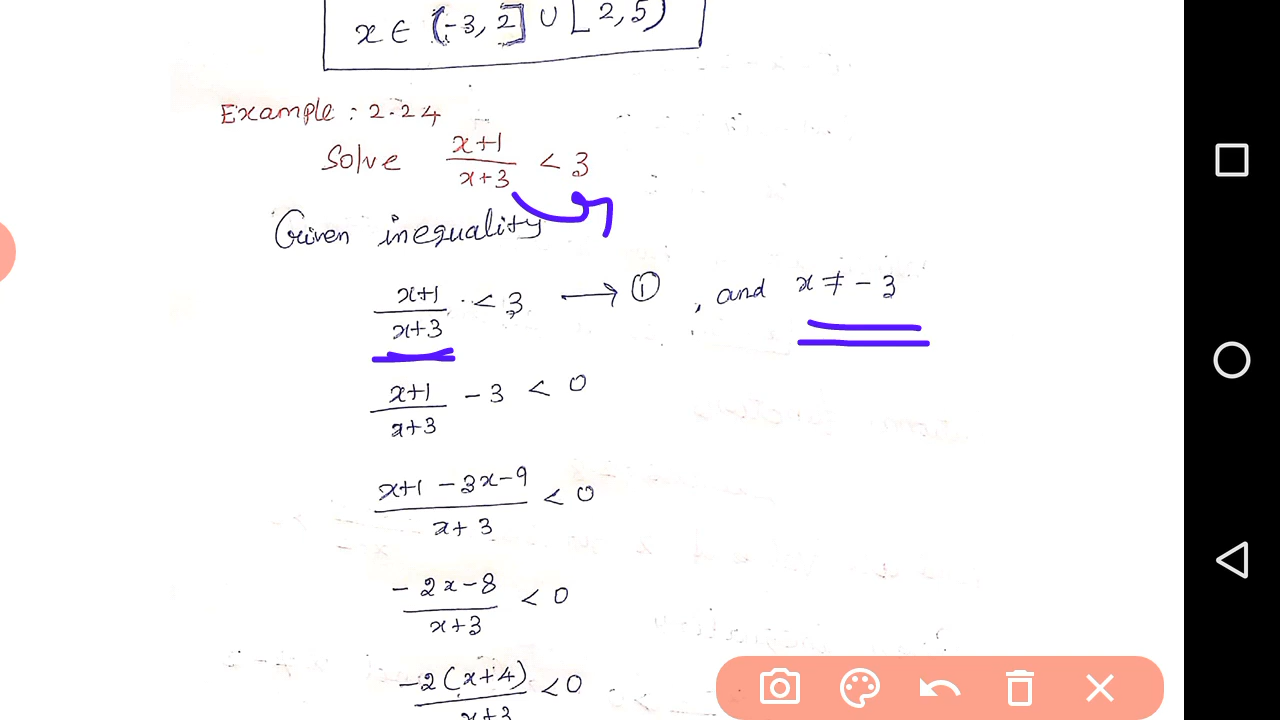 x ∈ (-3, 2] ∪ [2, 5)
Example : 2.24
Solve (x+1)/(x+3) < 3
Given inequality
(x+1)/(x+3) < 3 → ① , and x ≠ -3
(x+1)/(x+3) - 3 < 0
(x+1 - 3x - 9)/(x+3) < 0
(-2x-8)/(x+3) < 0
(-2(x+4))/(x+3) < 0